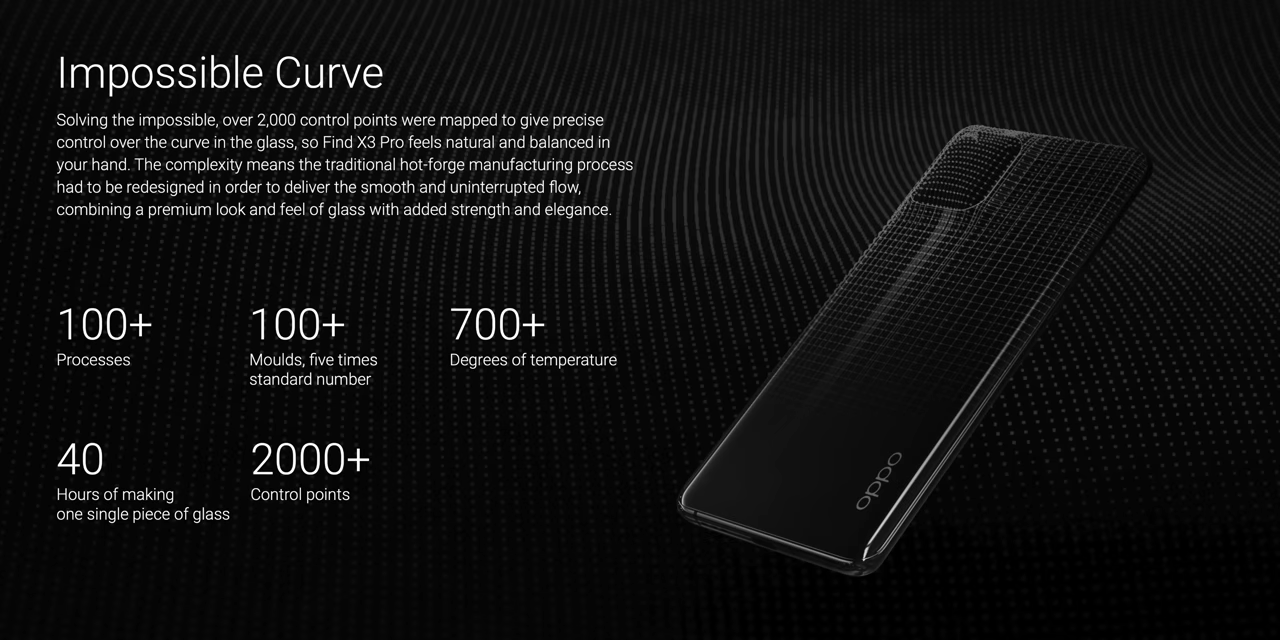 Impossible Curve
Solving the impossible, over 2,000 control points were mapped to give precise
control over the curve in the glass, so Find X3 Pro feels natural and balanced in
your hand. The complexity means the traditional hot-forge manufacturing process
had to be redesigned in order to deliver the smooth and uninterrupted flow,
combining a premium look and feel of glass with added strength and elegance.
100+
Processes
100+
Moulds, five times
standard number
700+
Degrees of temperature
40
Hours of making
one single piece of glass
2000+
Control points
oppo